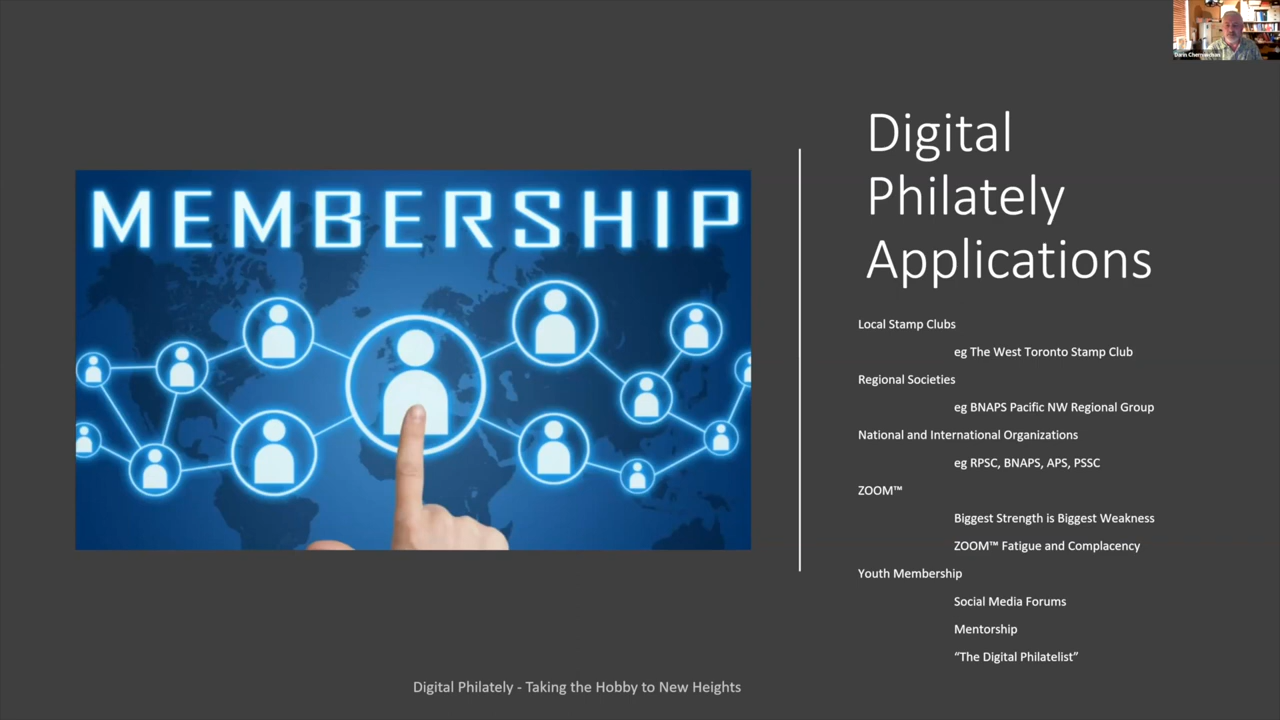 MEMBERSHIP
Digital
Philately
Applications
Local Stamp Clubs
eg The West Toronto Stamp Club
Regional Societies
eg BNAPS Pacific NW Regional Group
National and International Organizations
eg RPSC, BNAPS, APS, PSSC
ZOOM™
Biggest Strength is Biggest Weakness
ZOOM™ Fatigue and Complacency
Youth Membership
Social Media Forums
Mentorship
“The Digital Philatelist”
Digital Philately - Taking the Hobby to New Heights